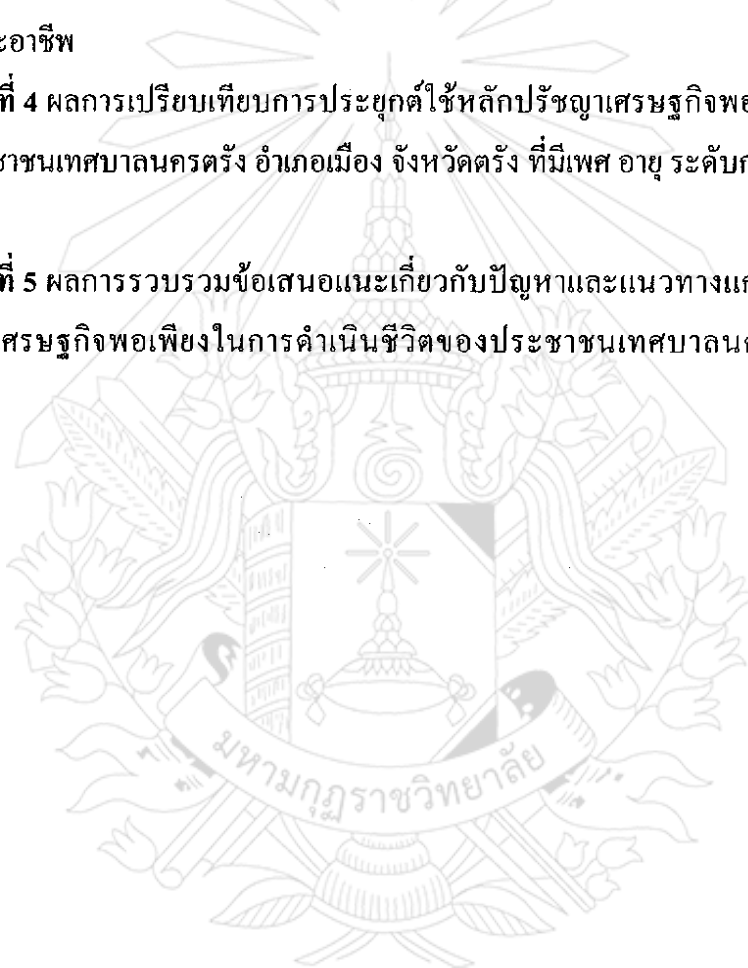 ะอาชีพ
ที่ 4 ผลการเปรียบเทียบการประยุกต์ใช้หลักปรัชญาเศรษฐกิจพอ
ชาชนเทศบาลนครตรัง อำเภอเมือง จังหวัดตรัง ที่มีเพศ อายุ ระดับก
ที่ 5 ผลการรวบรวมข้อเสนอแนะเกี่ยวกับปัญหาและแนวทางแก
ศรษฐกิจพอเพียงในการดำเนินชีวิตของประชาชนเทศบาลน
มหามกุฏราชวิทยาลัย